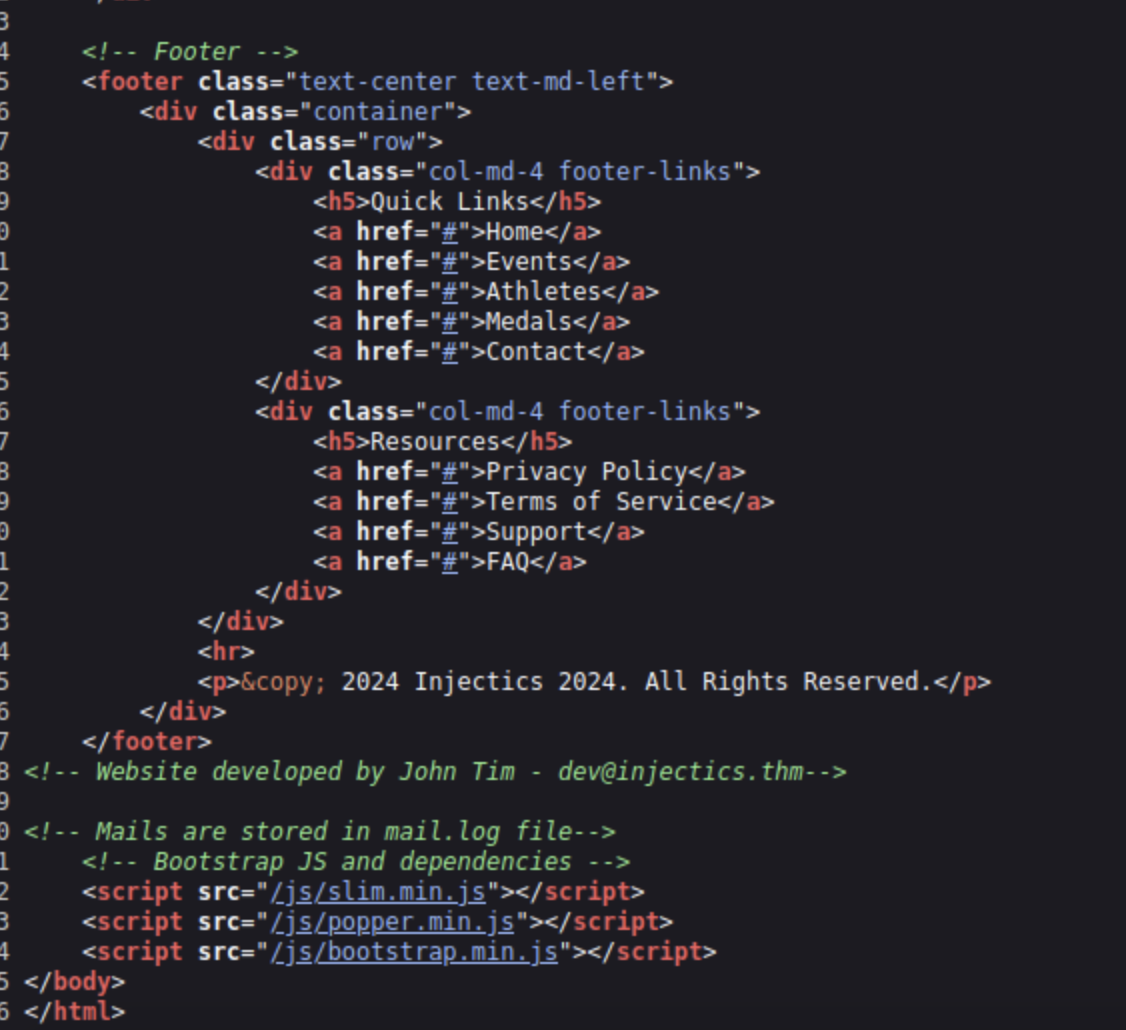 3
4 <!-- Footer -->
5 <footer class="text-center text-md-left">
6 <div class="container">
7 <div class="row">
8 <div class="col-md-4 footer-links">
9 <h5>Quick Links</h5>
0 <a href="#">Home</a>
1 <a href="#">Events</a>
2 <a href="#">Athletes</a>
3 <a href="#">Medals</a>
4 <a href="#">Contact</a>
5 </div>
6 <div class="col-md-4 footer-links">
7 <h5>Resources</h5>
8 <a href="#">Privacy Policy</a>
9 <a href="#">Terms of Service</a>
0 <a href="#">Support</a>
1 <a href="#">FAQ</a>
2 </div>
3 </div>
4 <hr>
5 <p>&copy; 2024 Injectics 2024. All Rights Reserved.</p>
6 </div>
7 </footer>
8 <!-- Website developed by John Tim - dev@injectics.thm-->
9
0 <!-- Mails are stored in mail.log file-->
1 <!-- Bootstrap JS and dependencies -->
2 <script src="/js/slim.min.js"></script>
3 <script src="/js/popper.min.js"></script>
4 <script src="/js/bootstrap.min.js"></script>
5 </body>
6 </html>